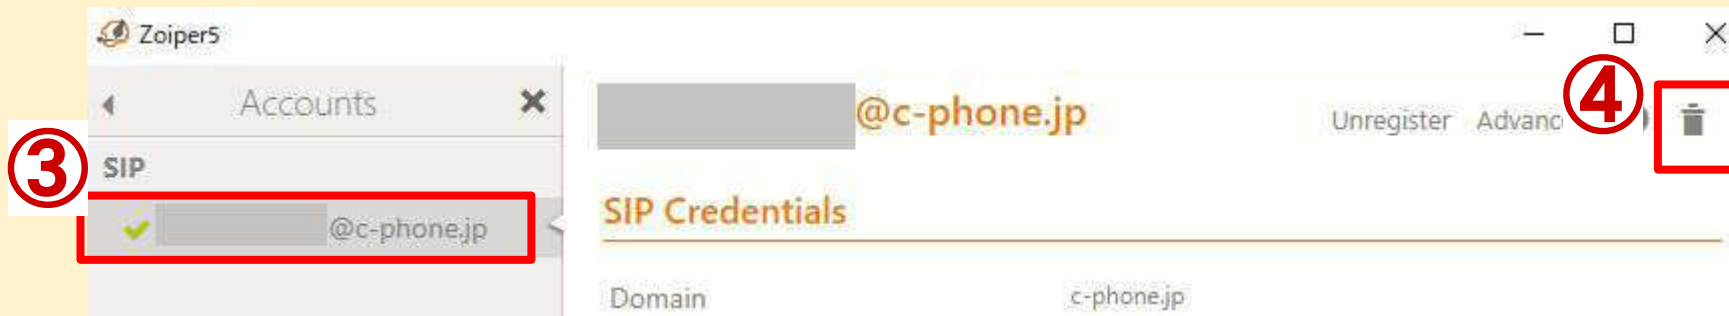 Zoiper5
Accounts
③
SIP
@c-phone.jp
@c-phone.jp
Unregister
④
SIP Credentials
Domain
c-phone.jp